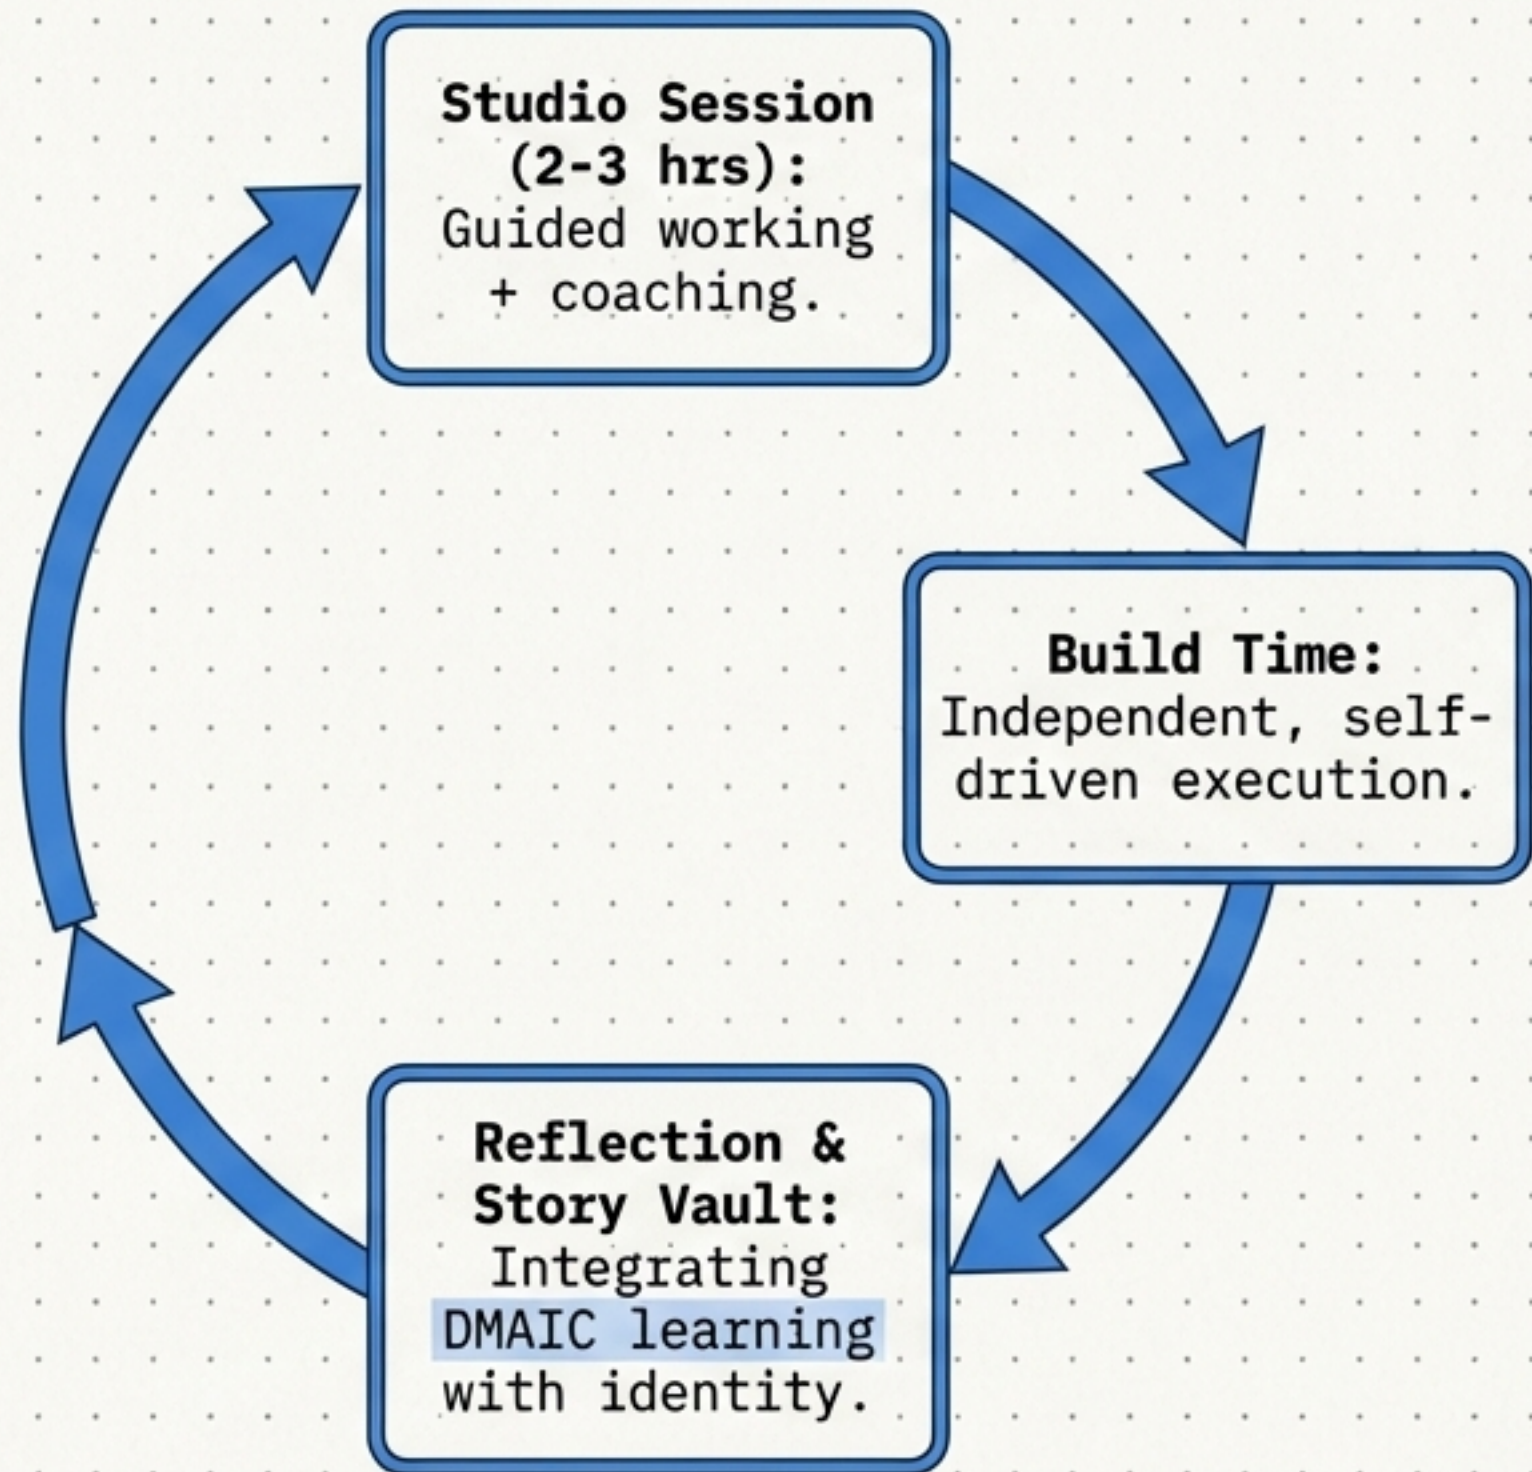 Studio Session
(2-3 hrs):
Guided working
+ coaching.
Build Time:
Independent, self-
driven execution.
Reflection &
Story Vault:
Integrating
DMAIC learning
with identity.